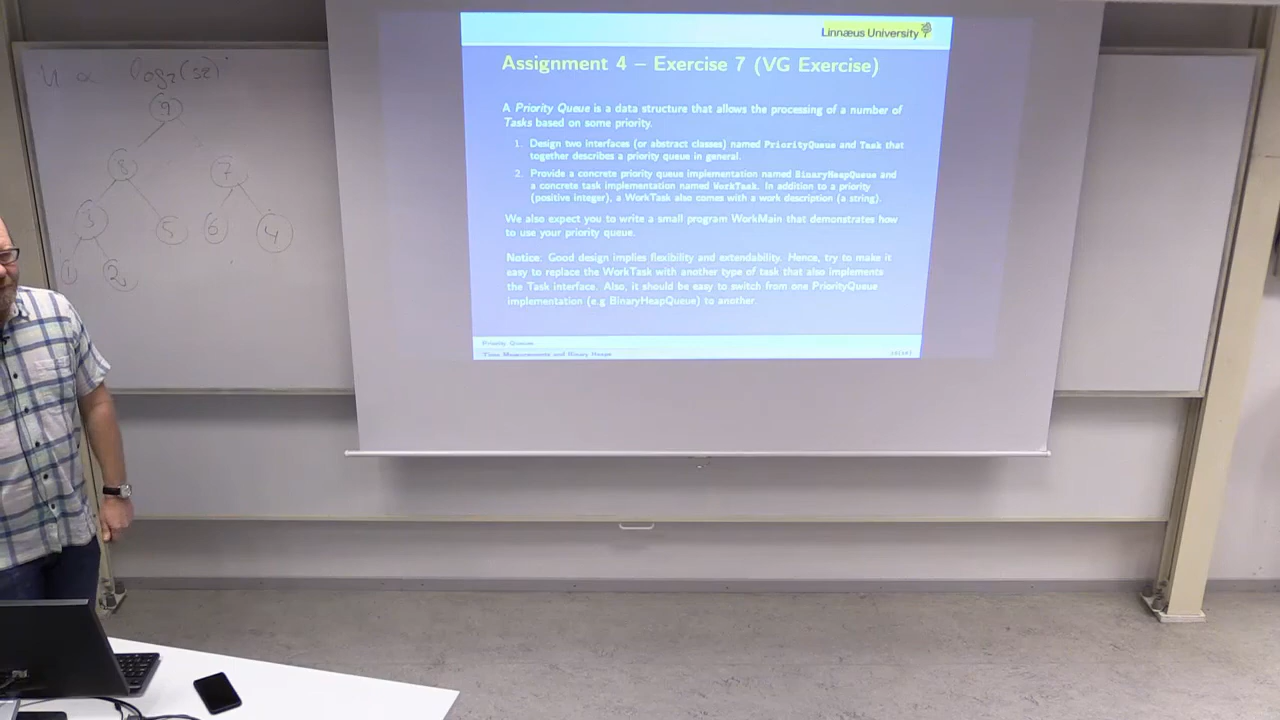 Linnæus University
Assignment 4 – Exercise 7 (VG Exercise)
A Priority Queue is a data structure that allows the processing of a number of
Tasks based on some priority.
1. Design two interfaces (or abstract classes) named PriorityQueue and Task that
together describes a priority queue in general.
2. Provide a concrete priority queue implementation named BinaryHeapQueue and
a concrete task implementation named WorkTask. In addition to a priority
(positive integer), a WorkTask also comes with a work description (a string).
We also expect you to write a small program WorkMain that demonstrates how
to use your priority queue.
Notice: Good design implies flexibility and extendability. Hence, try to make it
easy to replace the WorkTask with another type of task that also implements
the Task interface. Also, it should be easy to switch from one PriorityQueue
implementation (e.g BinaryHeapQueue) to another.
Priority Queues
Time Measurements and Binary Heaps
9
8 7
3 5 6 4
1 2